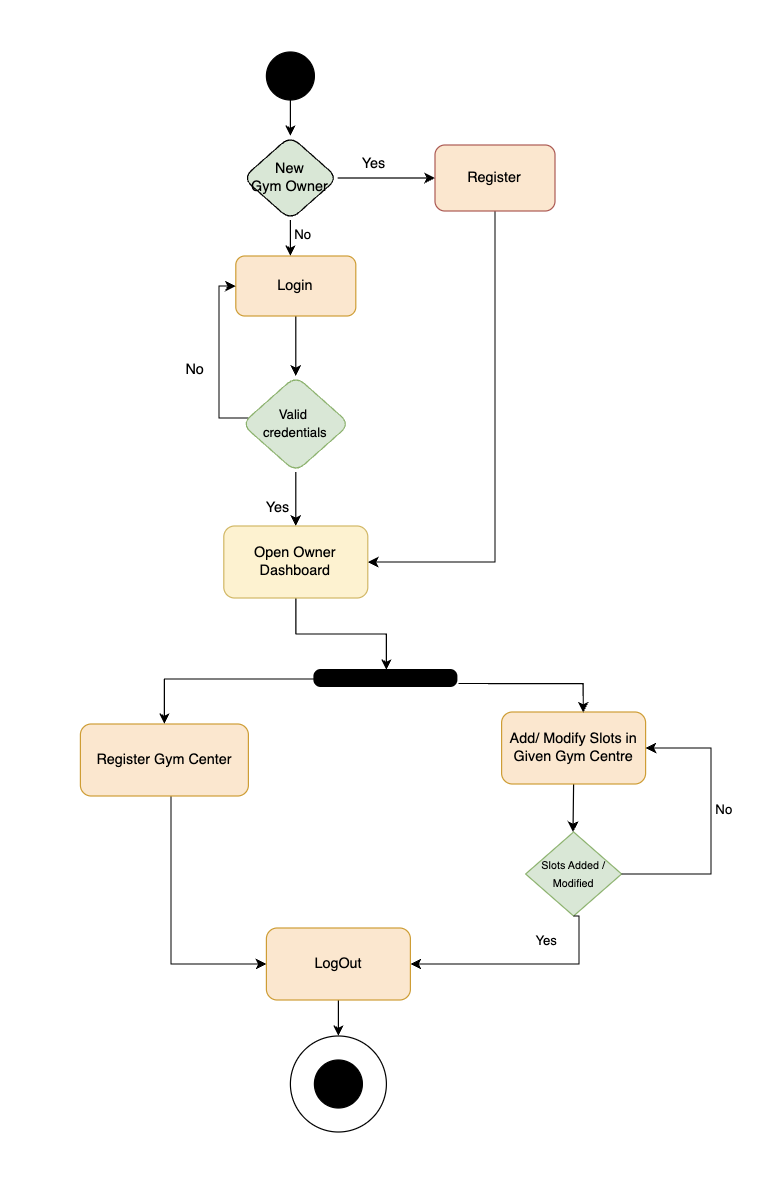 New
Gym Owner
Yes
Register
No
Login
No
Valid
credentials
Yes
Open Owner
Dashboard
Register Gym Center
Add/ Modify Slots in
Given Gym Centre
No
Slots Added /
Modified
Yes
LogOut